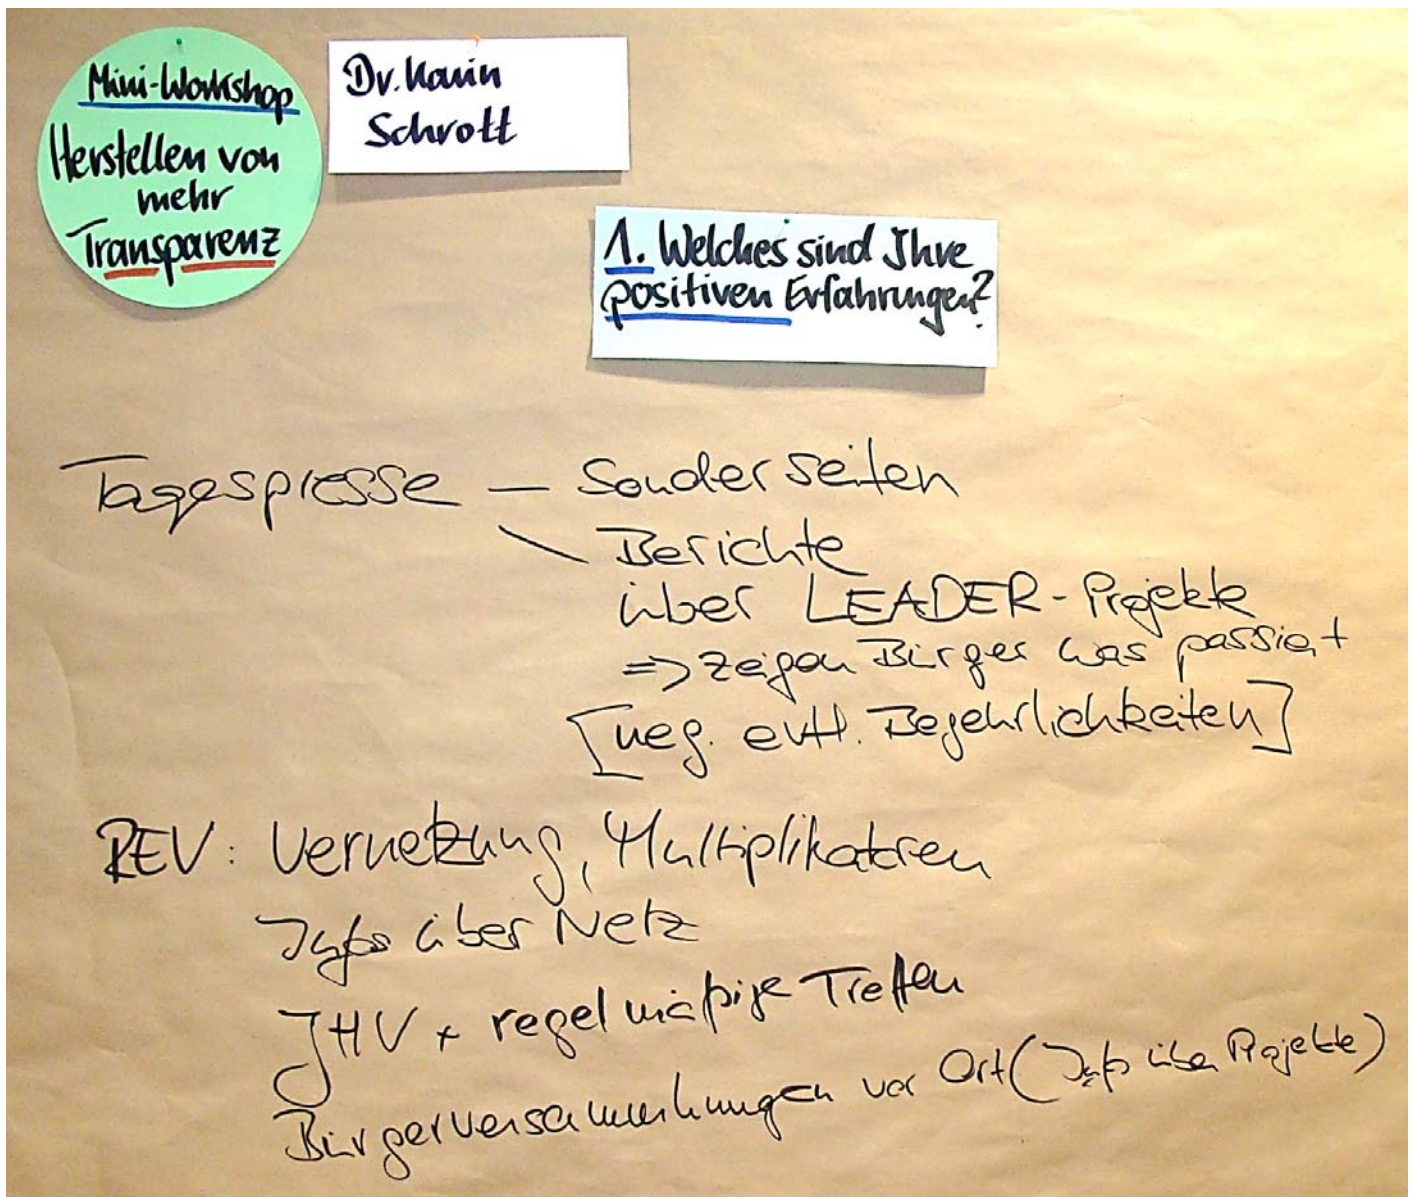 Mini-Workshop
Herstellen von
mehr
Transparenz
Dr. Karin
Schrott
1. Welches sind Ihre
positiven Erfahrungen?
Tagespresse — Sonderseiten
\ Berichte
über LEADER-Projekte
=> zeigen Bürger was passiert
[neg. evtl. Begehrlichkeiten]
REV: Vernetzung, Multiplikatoren
Infos über Netz
JHV + regelmäßige Treffen
Bürgerversammlungen vor Ort (Info über Projekte)